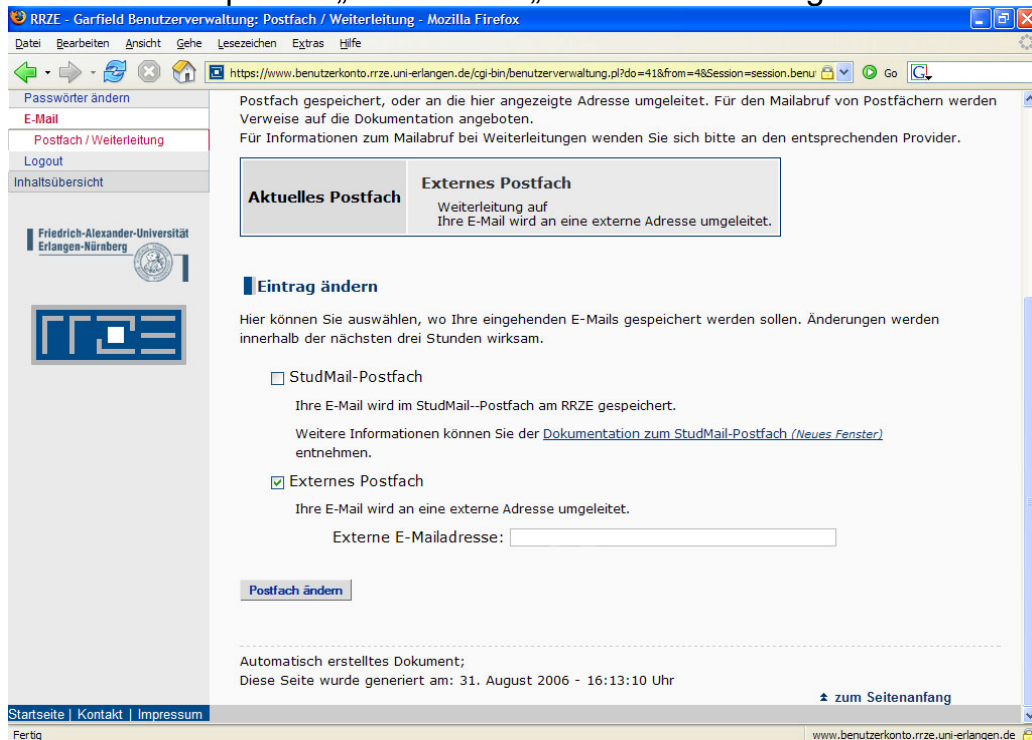 RRZE - Garfield Benutzerverwaltung: Postfach / Weiterleitung - Mozilla Firefox
Datei Bearbeiten Ansicht Gehe Lesezeichen Extras Hilfe
https://www.benutzerkonto.rrze.uni-erlangen.de/cgi-bin/benutzerverwaltung.pl?do=41&from=4&Session=session.benu Go G
Passwörter ändern
E-Mail
Postfach / Weiterleitung
Logout
Inhaltsübersicht
Friedrich-Alexander-Universität
Erlangen-Nürnberg
Postfach gespeichert, oder an die hier angezeigte Adresse umgeleitet. Für den Mailabruf von Postfächern werden
Verweise auf die Dokumentation angeboten.
Für Informationen zum Mailabruf bei Weiterleitungen wenden Sie sich bitte an den entsprechenden Provider.
Aktuelles Postfach
Externes Postfach
Weiterleitung auf
Ihre E-Mail wird an eine externe Adresse umgeleitet.
Eintrag ändern
Hier können Sie auswählen, wo Ihre eingehenden E-Mails gespeichert werden sollen. Änderungen werden
innerhalb der nächsten drei Stunden wirksam.
StudMail-Postfach
Ihre E-Mail wird im StudMail--Postfach am RRZE gespeichert.
Weitere Informationen können Sie der Dokumentation zum StudMail-Postfach (Neues Fenster)
entnehmen.
Externes Postfach
Ihre E-Mail wird an eine externe Adresse umgeleitet.
Externe E-Mailadresse:
Postfach ändern
Automatisch erstelltes Dokument;
Diese Seite wurde generiert am: 31. August 2006 - 16:13:10 Uhr
zum Seitenanfang
Startseite | Kontakt | Impressum
Fertig
www.benutzerkonto.rrze.uni-erlangen.de